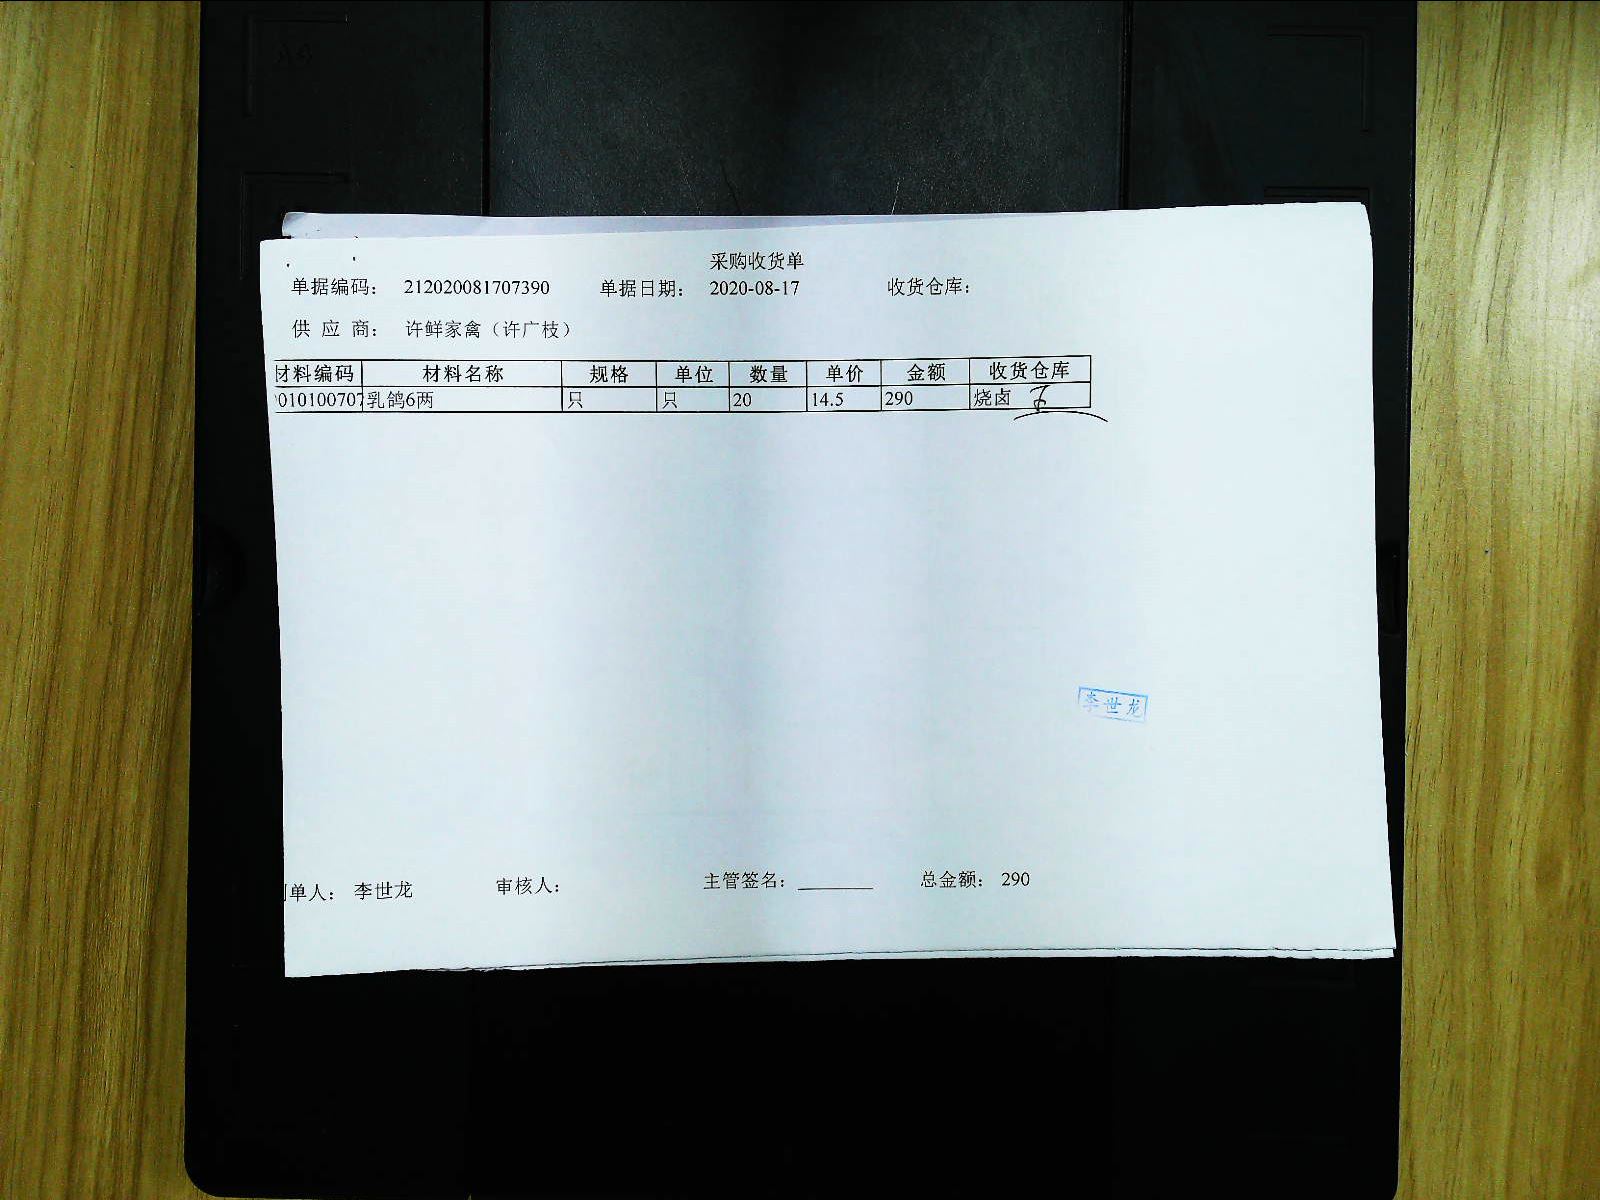 采购收货单
单据编码： 212020081707390 单据日期： 2020-08-17 收货仓库：
供 应 商： 许鲜家禽（许广枝）
材料编码 材料名称 规格 单位 数量 单价 金额 收货仓库
010100707 乳鸽6两 只 只 20 14.5 290 烧卤
李世龙
单人： 李世龙 审核人： 主管签名： 总金额： 290